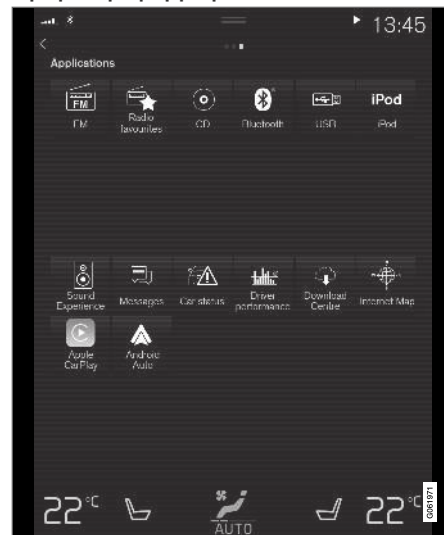 13:45
Applications
FM
FM
Radio
favourites
CD
Bluetooth
USB
iPod
iPod
Sound
Experience
Messages
Car status
Driver
performance
Download
Centre
Internet Map
Apple
CarPlay
Android
Auto
22°C
AUTO
22°C
G061971